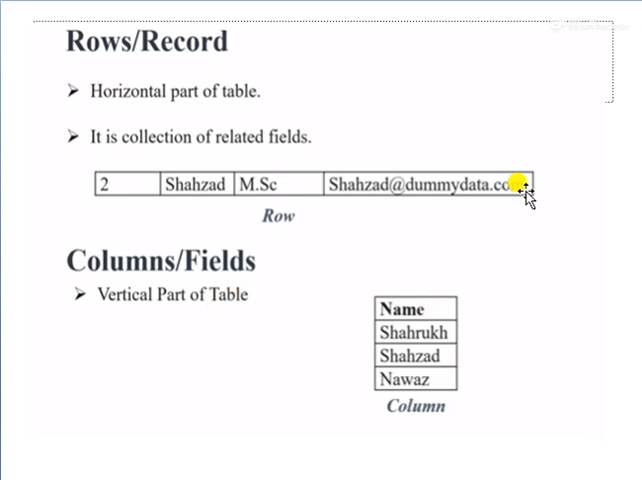 Rows/Record
➤ Horizontal part of table.
➤ It is collection of related fields.
2 Shahzad M.Sc Shahzad@dummydata.co
Row
Columns/Fields
➤ Vertical Part of Table
Name
Shahrukh
Shahzad
Nawaz
Column